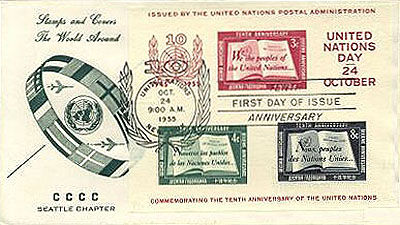 Stamps and Covers
The World Around
CCCC
SEATTLE CHAPTER
ISSUED BY THE UNITED NATIONS POSTAL ADMINISTRATION
UNITED
NATIONS
DAY
24
OCTOBER
10
UNITED NATIONS
OCT.
24
9:00 A.M.
1955
FIRST DAY OF ISSUE
ANNIVERSARY
TENTH ANNIVERSARY
3c
We the peoples of
the United Nations...
TENTH ANNIVERSARY
4c
Nosotros los pueblos
de las Naciones Unidas...
TENTH ANNIVERSARY
8c
Nous, peuples
des Nations Unies...
COMMEMORATING THE TENTH ANNIVERSARY OF THE UNITED NATIONS